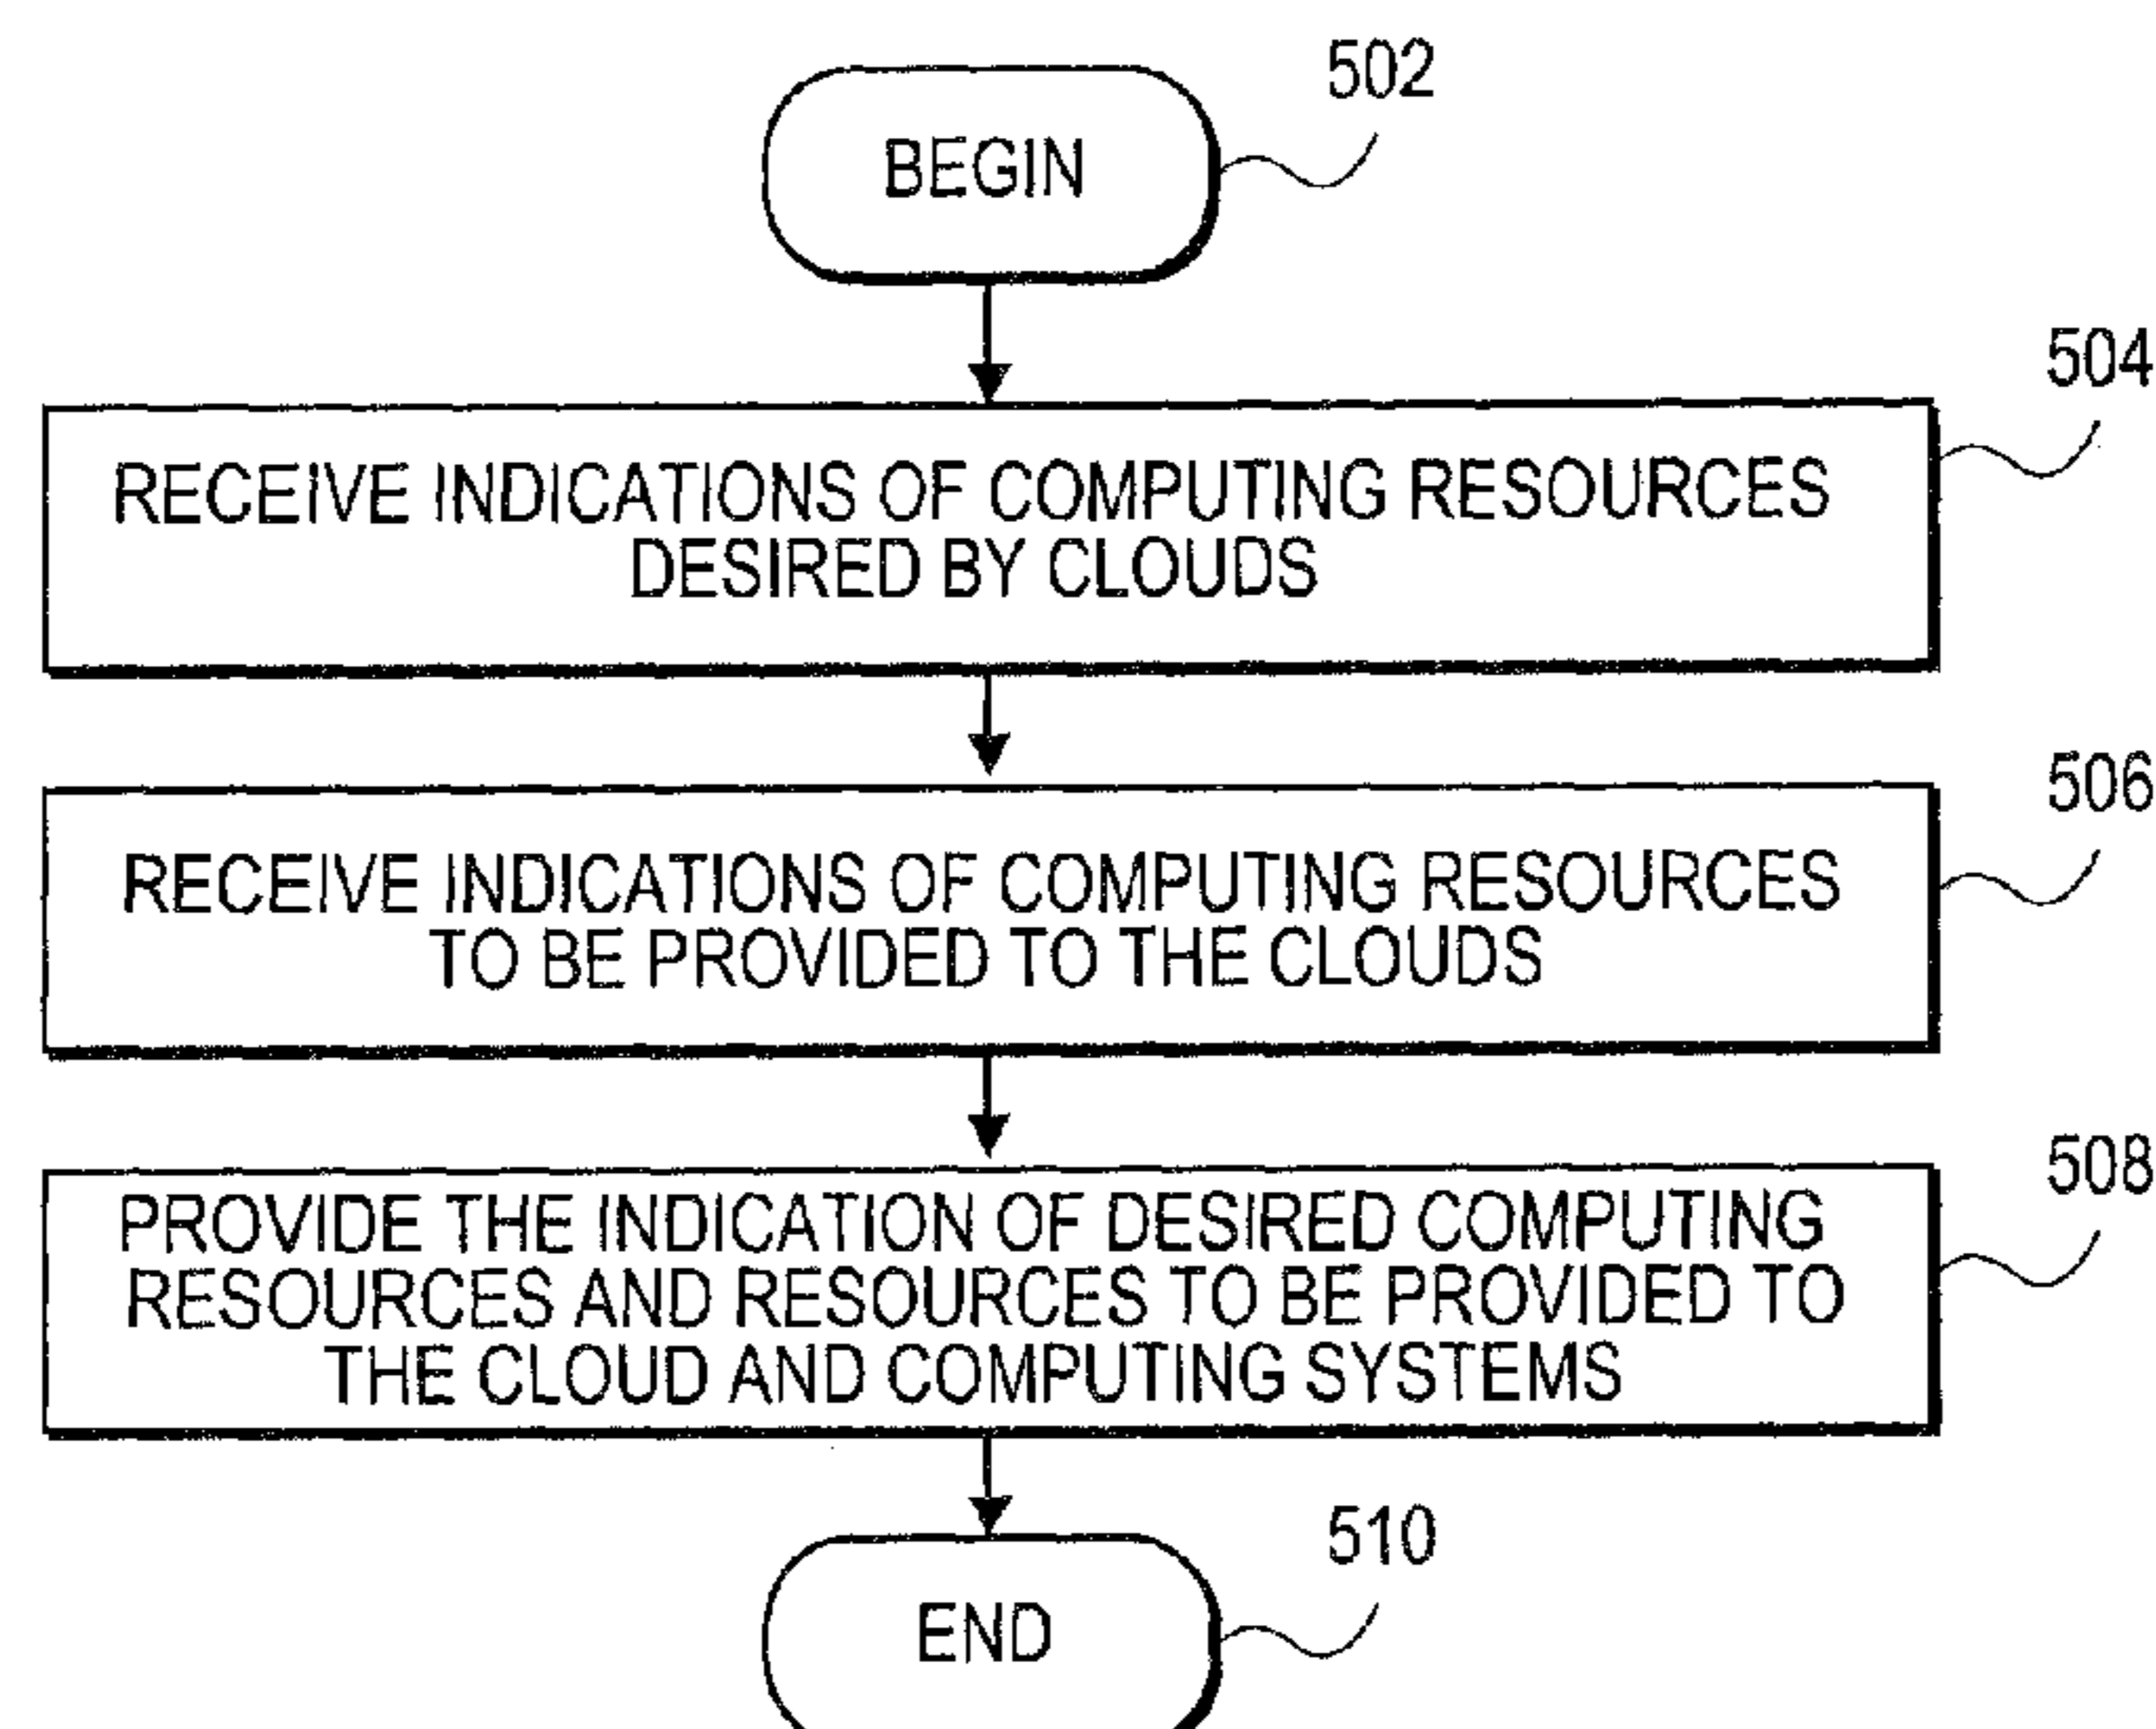 502
BEGIN
504
RECEIVE INDICATIONS OF COMPUTING RESOURCES
DESIRED BY CLOUDS
506
RECEIVE INDICATIONS OF COMPUTING RESOURCES
TO BE PROVIDED TO THE CLOUDS
508
PROVIDE THE INDICATION OF DESIRED COMPUTING
RESOURCES AND RESOURCES TO BE PROVIDED TO
THE CLOUD AND COMPUTING SYSTEMS
510
END